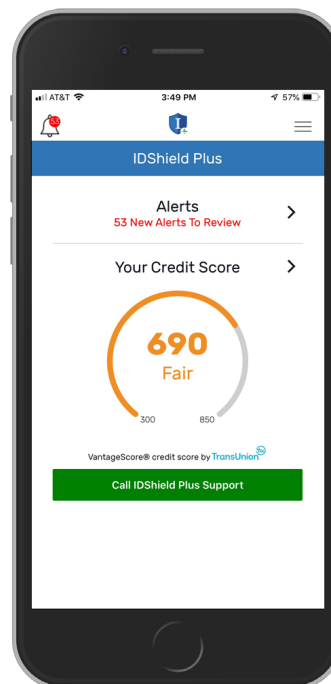 AT&T 3:49 PM 57%
53
I
IDShield Plus
Alerts
53 New Alerts To Review
Your Credit Score
690
Fair
300 850
VantageScore® credit score by TransUnion
Call IDShield Plus Support